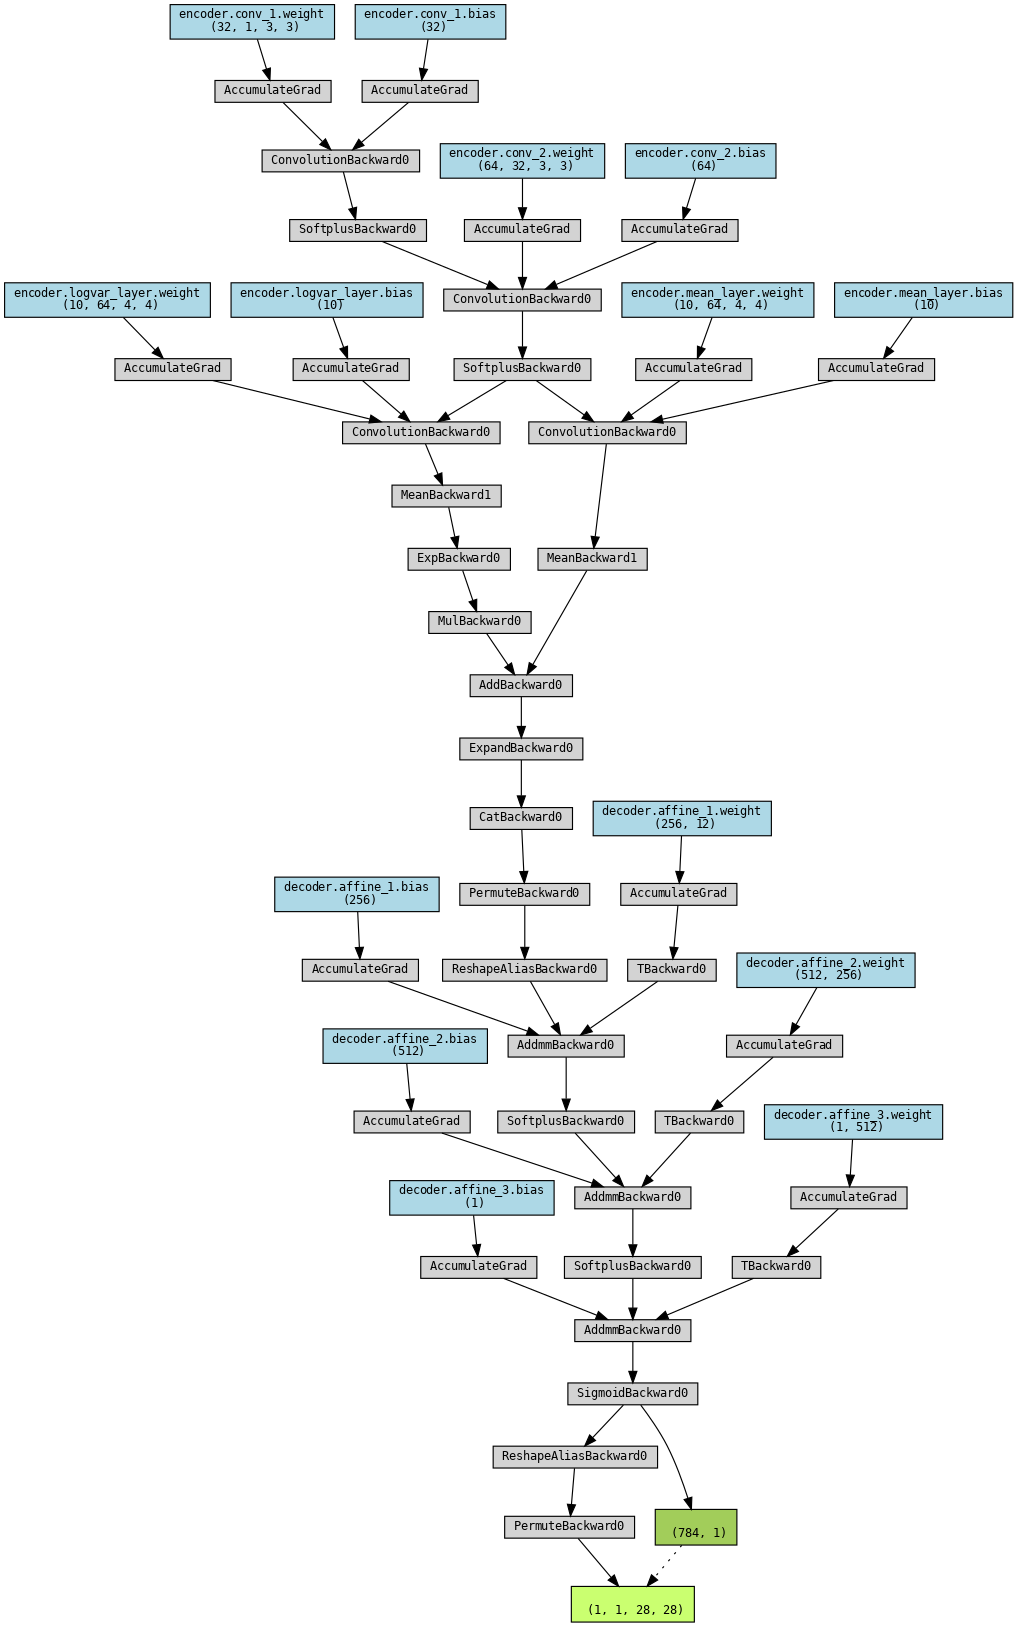 encoder.conv_1.weight
(32, 1, 3, 3)
encoder.conv_1.bias
(32)
AccumulateGrad
AccumulateGrad
ConvolutionBackward0
encoder.conv_2.weight
(64, 32, 3, 3)
encoder.conv_2.bias
(64)
SoftplusBackward0
AccumulateGrad
AccumulateGrad
encoder.logvar_layer.weight
(10, 64, 4, 4)
encoder.logvar_layer.bias
(10)
ConvolutionBackward0
encoder.mean_layer.weight
(10, 64, 4, 4)
encoder.mean_layer.bias
(10)
AccumulateGrad
AccumulateGrad
SoftplusBackward0
AccumulateGrad
AccumulateGrad
ConvolutionBackward0
ConvolutionBackward0
MeanBackward1
ExpBackward0
MeanBackward1
MulBackward0
AddBackward0
ExpandBackward0
CatBackward0
decoder.affine_1.weight
(256, 12)
decoder.affine_1.bias
(256)
PermuteBackward0
AccumulateGrad
AccumulateGrad
ReshapeAliasBackward0
TBackward0
decoder.affine_2.weight
(512, 256)
decoder.affine_2.bias
(512)
AddmmBackward0
AccumulateGrad
AccumulateGrad
SoftplusBackward0
TBackward0
decoder.affine_3.weight
(1, 512)
decoder.affine_3.bias
(1)
AddmmBackward0
AccumulateGrad
AccumulateGrad
SoftplusBackward0
TBackward0
AddmmBackward0
SigmoidBackward0
ReshapeAliasBackward0
PermuteBackward0
(784, 1)
(1, 1, 28, 28)